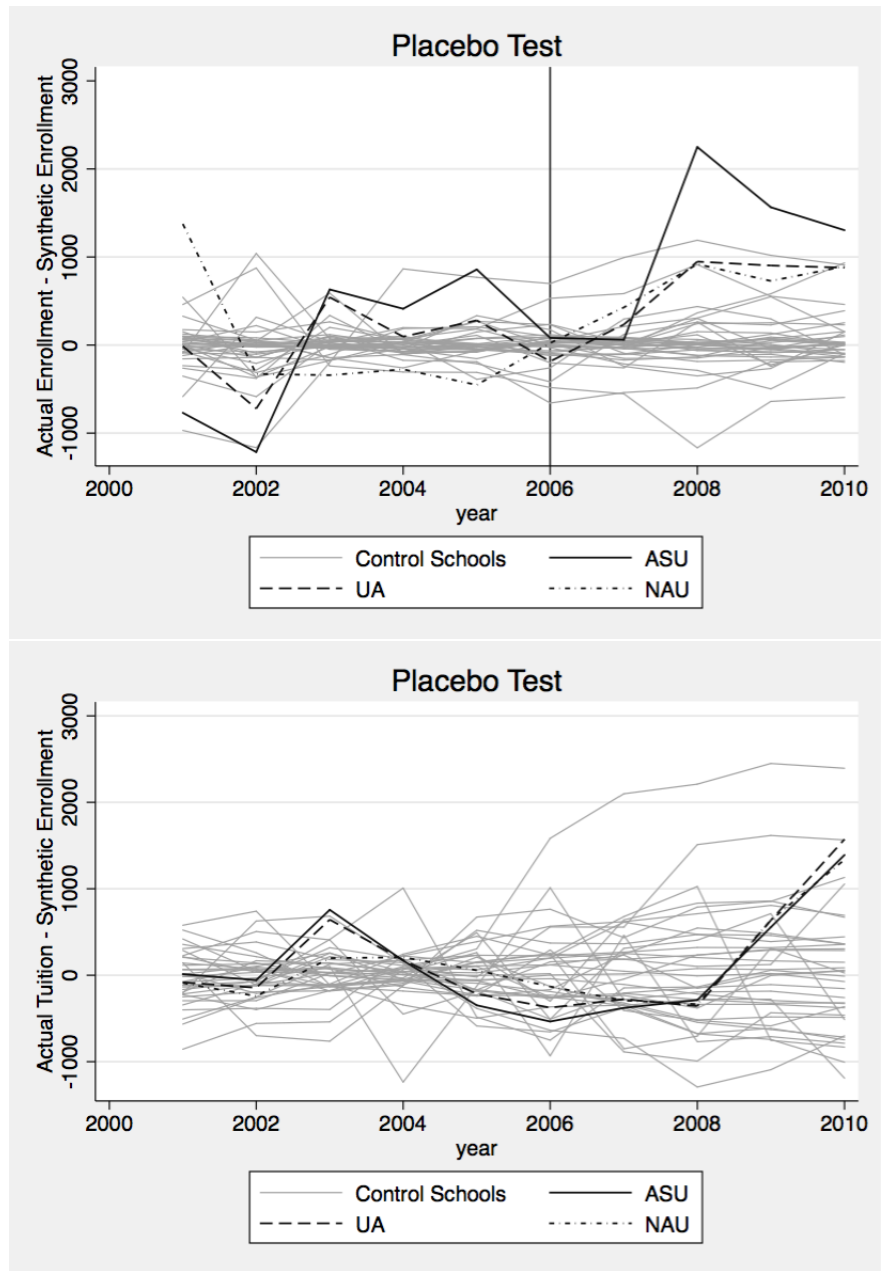 Placebo Test
Actual Enrollment - Synthetic Enrollment
3000
2000
1000
0
-1000
2000 2002 2004 2006 2008 2010
year
Control Schools ASU
UA NAU
Placebo Test
Actual Tuition - Synthetic Enrollment
3000
2000
1000
0
-1000
2000 2002 2004 2006 2008 2010
year
Control Schools ASU
UA NAU